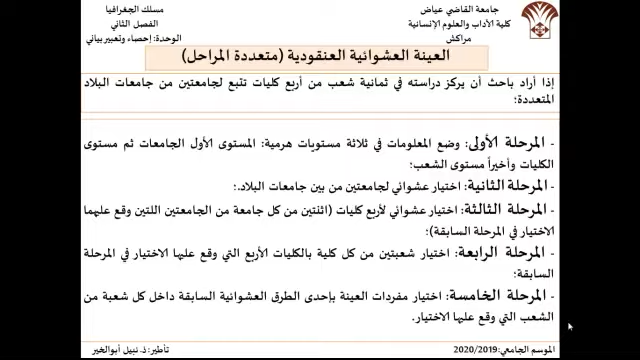 جامعة القاضي عياض
كلية الآداب والعلوم الإنسانية
مراكش
مسلك الجغرافيا
الفصل الثاني
الوحدة: إحصاء وتعبير بياني
العينة العشوائية العنقودية (متعددة المراحل)
إذا أراد باحث أن يركز دراسته في ثمانية شعب من أربع كليات تتبع لجامعتين من جامعات البلاد
المتعددة:
- المرحلة الأولى: وضع المعلومات في ثلاثة مستويات هرمية: المستوى الأول الجامعات ثم مستوى
الكليات وأخيراً مستوى الشعب؛
- المرحلة الثانية: اختيار عشوائي لجامعتين من بين جامعات البلاد.؛
- المرحلة الثالثة: اختيار عشوائي لأربع كليات (اثنتين من كل جامعة من الجامعتين اللتين وقع عليهما
الاختيار في المرحلة السابقة)؛
- المرحلة الرابعة: اختيار شعبتين من كل كلية بالكليات الأربع التي وقع عليها الاختيار في المرحلة
السابقة؛
- المرحلة الخامسة: اختيار مفردات العينة بإحدى الطرق العشوائية السابقة داخل كل شعبة من
الشعب التي وقع عليها الاختيار.
الموسم الجامعي: 2020/2019
تأطير: ذ. نبيل أبوالخير